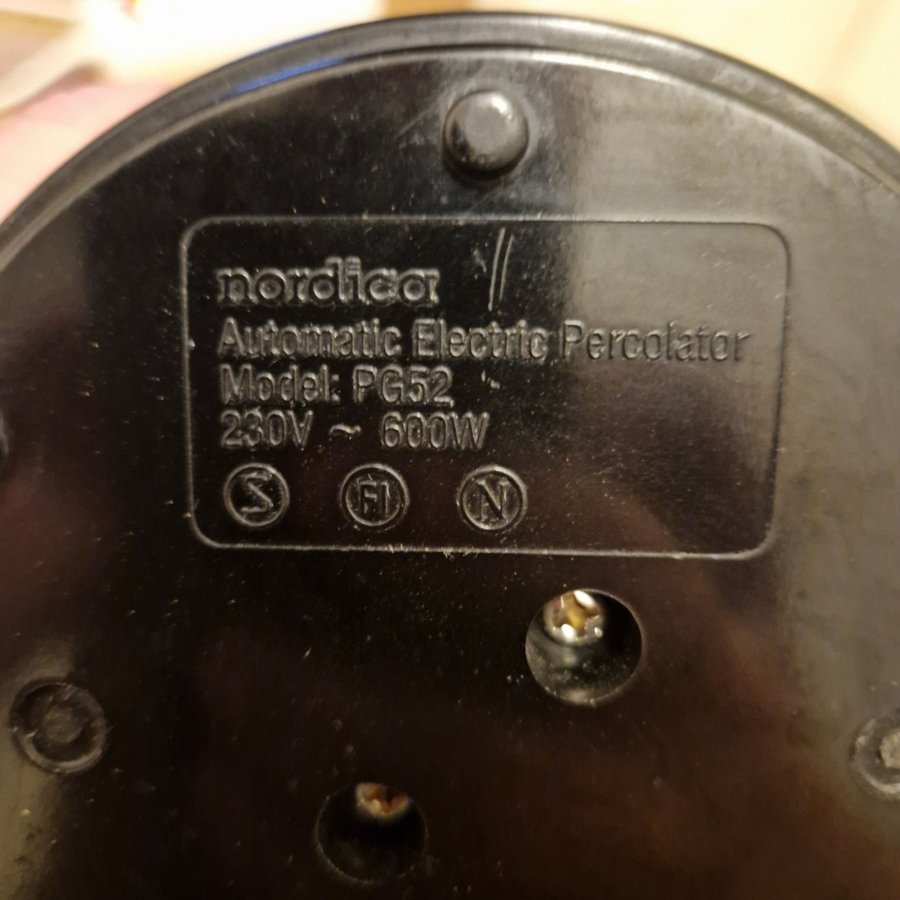 nordica
Automatic Electric Percolator
Model: PG52
230V ~ 600W
S FI N